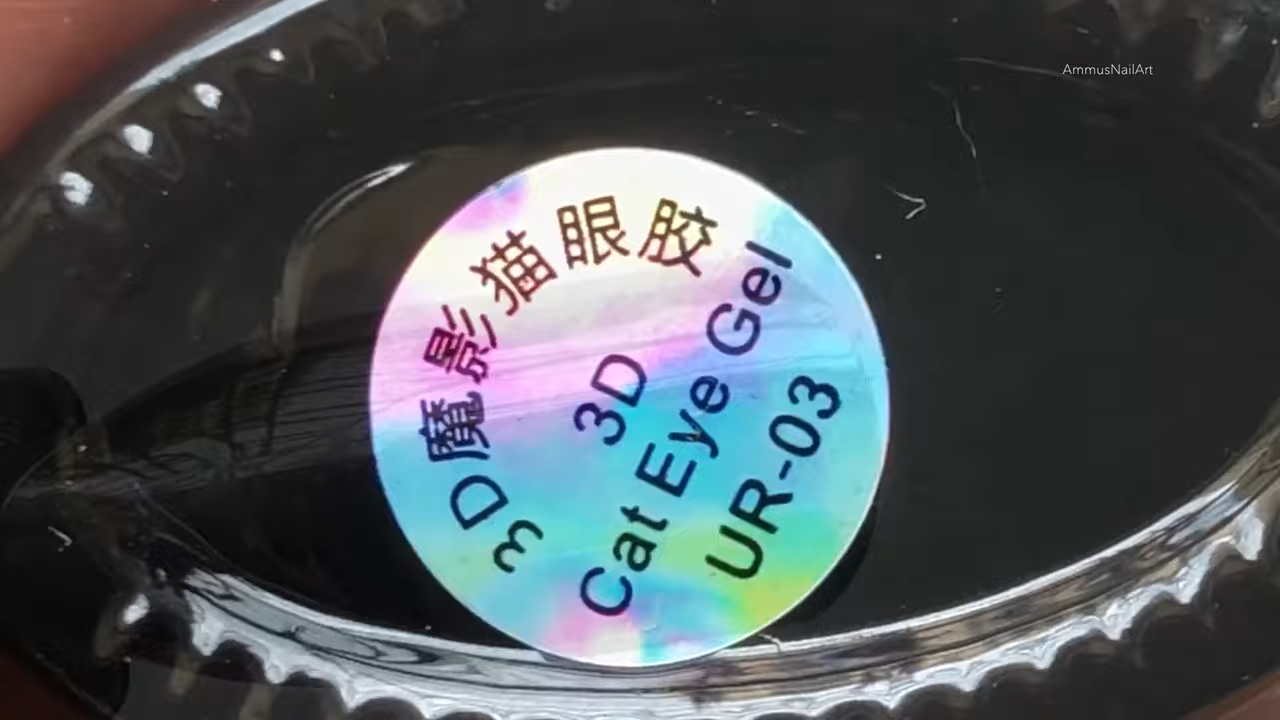 AmmusNailArt
3D魔影猫眼胶
3D
Cat Eye Gel
UR-03